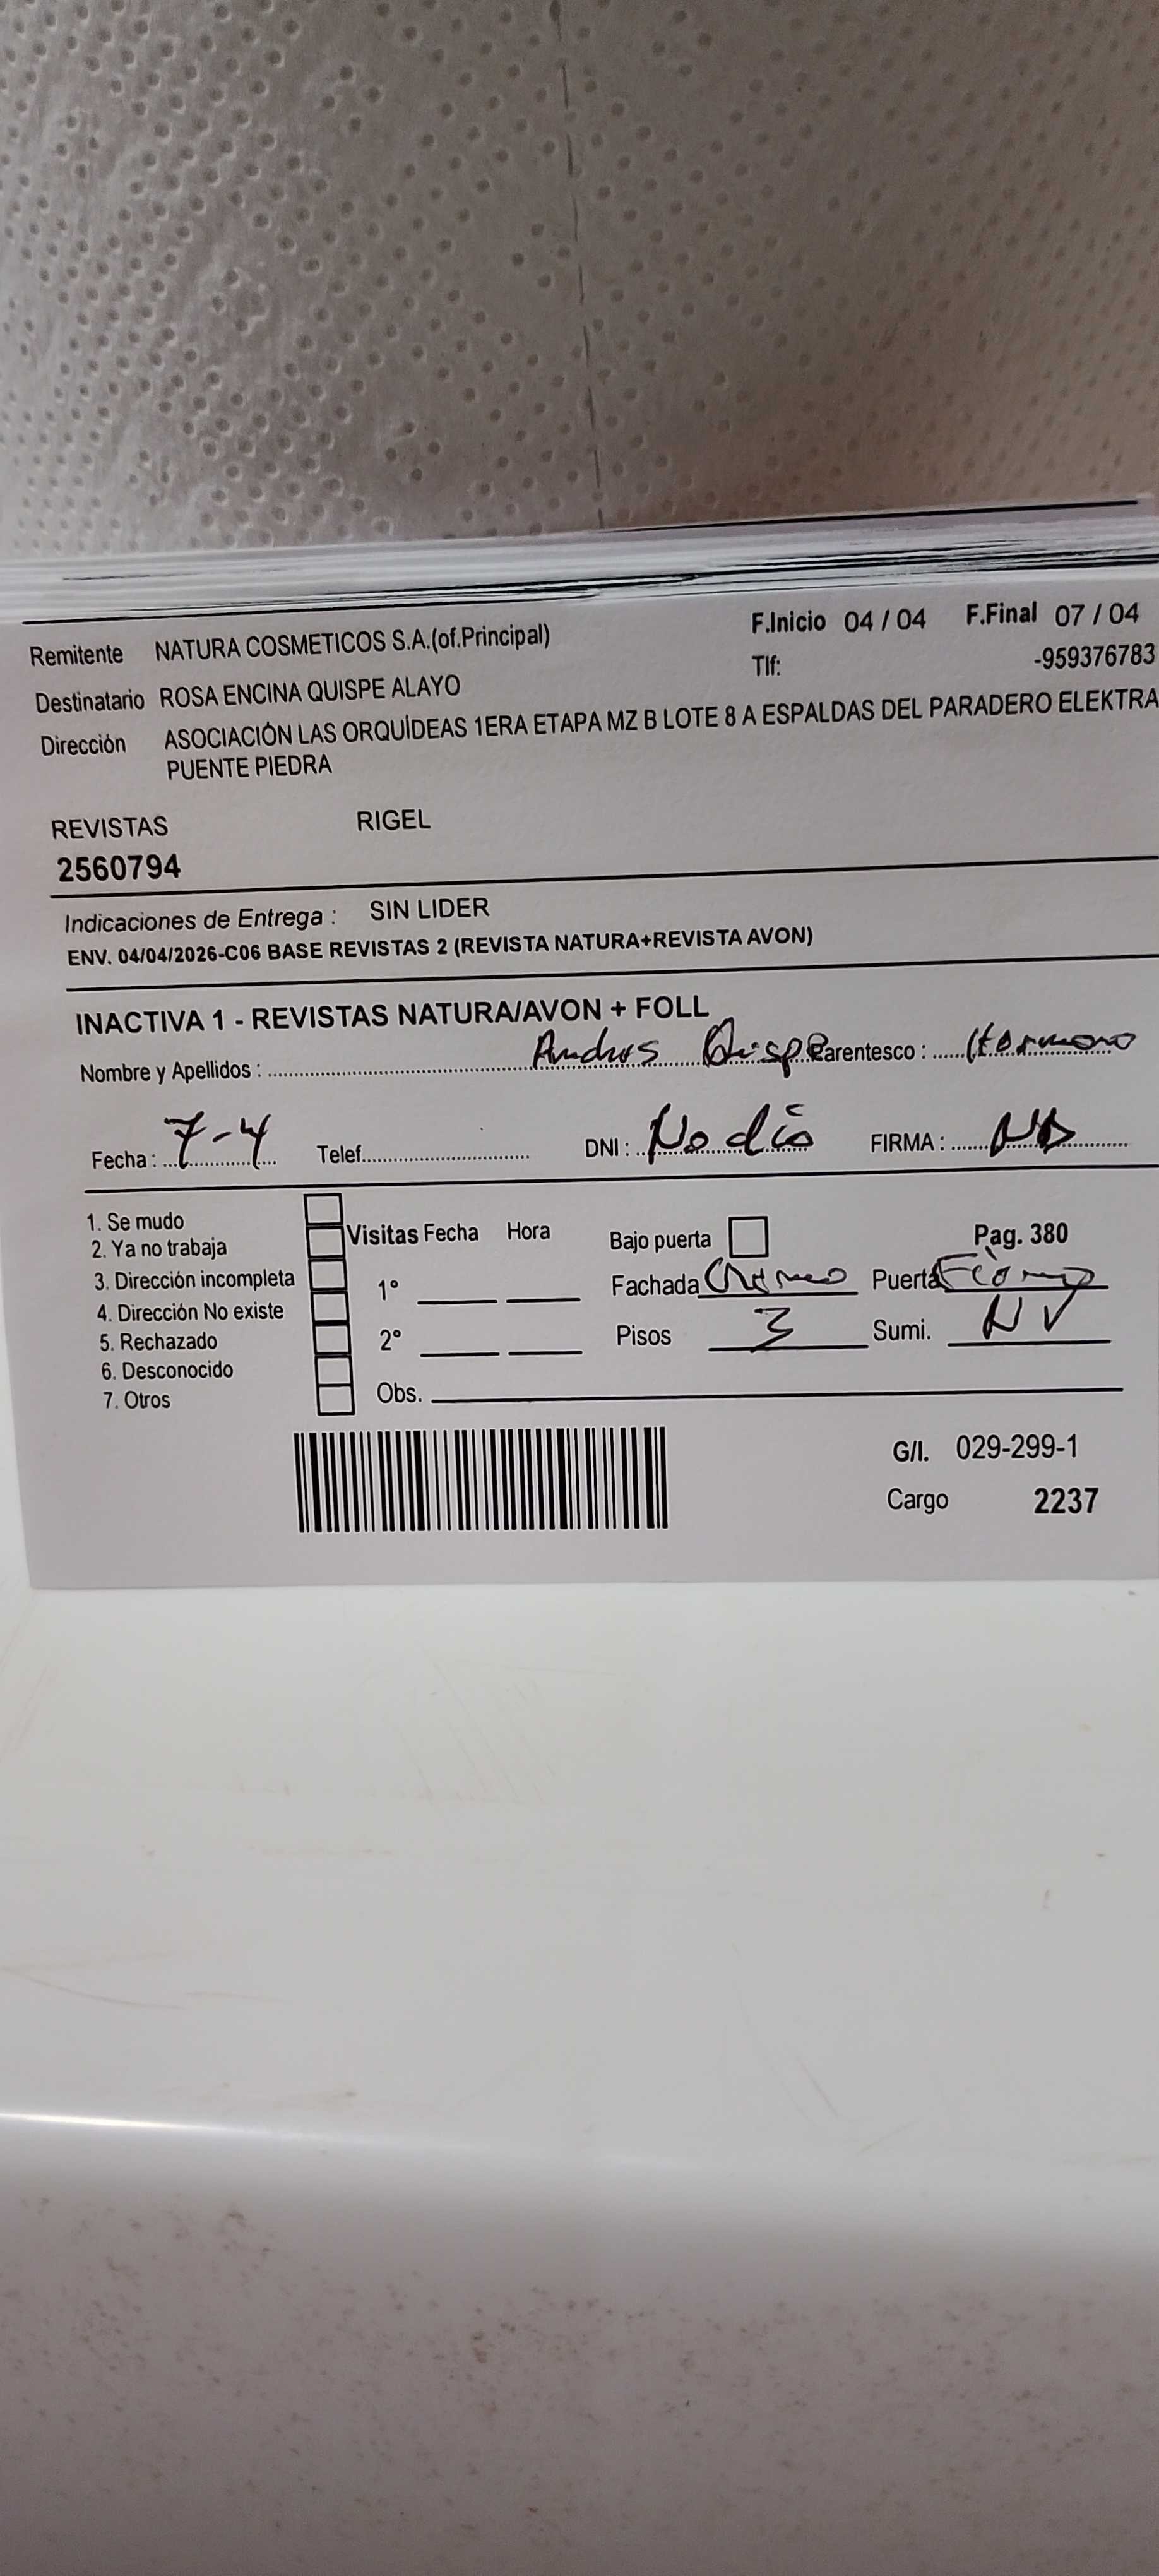 Remitente NATURA COSMETICOS S.A.(of.Principal) F.Inicio 04 / 04 F.Final 07 / 04
Tlf: -959376783
Destinatario ROSA ENCINA QUISPE ALAYO
Dirección ASOCIACIÓN LAS ORQUÍDEAS 1ERA ETAPA MZ B LOTE 8 A ESPALDAS DEL PARADERO ELEKTRA
PUENTE PIEDRA
REVISTAS RIGEL
2560794
Indicaciones de Entrega : SIN LIDER
ENV. 04/04/2026-C06 BASE REVISTAS 2 (REVISTA NATURA+REVISTA AVON)
INACTIVA 1 - REVISTAS NATURA/AVON + FOLL
Nombre y Apellidos : Andres Quispe Parentesco : Hermano
Fecha : 7-4 Telef. DNI : No dio FIRMA : ND
1. Se mudo
2. Ya no trabaja
3. Dirección incompleta
4. Dirección No existe
5. Rechazado
6. Desconocido
7. Otros
Visitas Fecha Hora
1°
2°
Obs.
Bajo puerta Pag. 380
Fachada Puerta
Pisos 3 Sumi. NV
G/I. 029-299-1
Cargo 2237